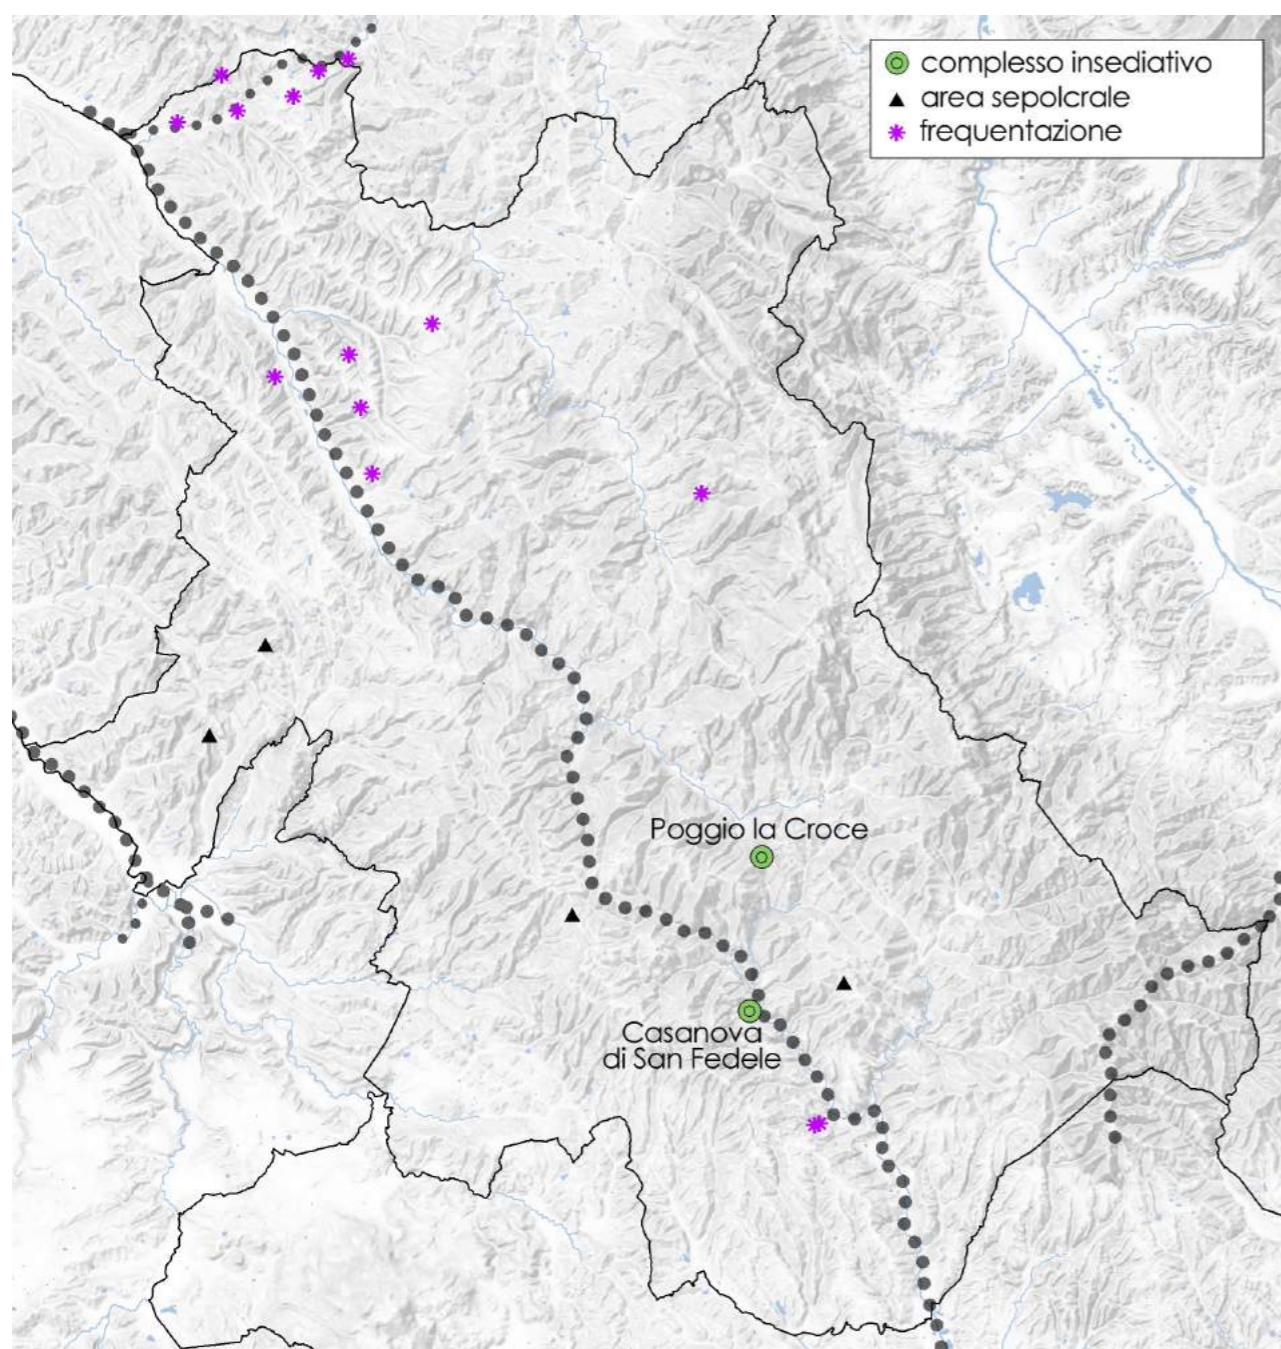 complesso insediativo
area sepolcrale
frequentazione
Poggio la Croce
Casanova
di San Fedele